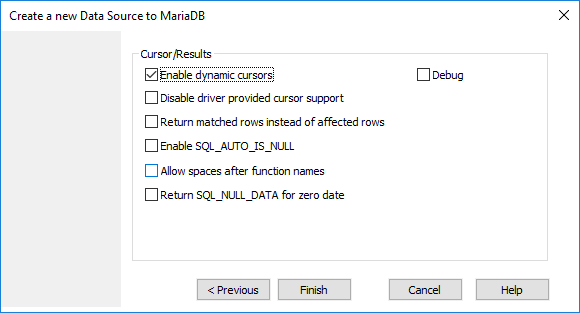 Create a new Data Source to MariaDB
Cursor/Results
Enable dynamic cursors
Debug
Disable driver provided cursor support
Return matched rows instead of affected rows
Enable SQL_AUTO_IS_NULL
Allow spaces after function names
Return SQL_NULL_DATA for zero date
< Previous
Finish
Cancel
Help